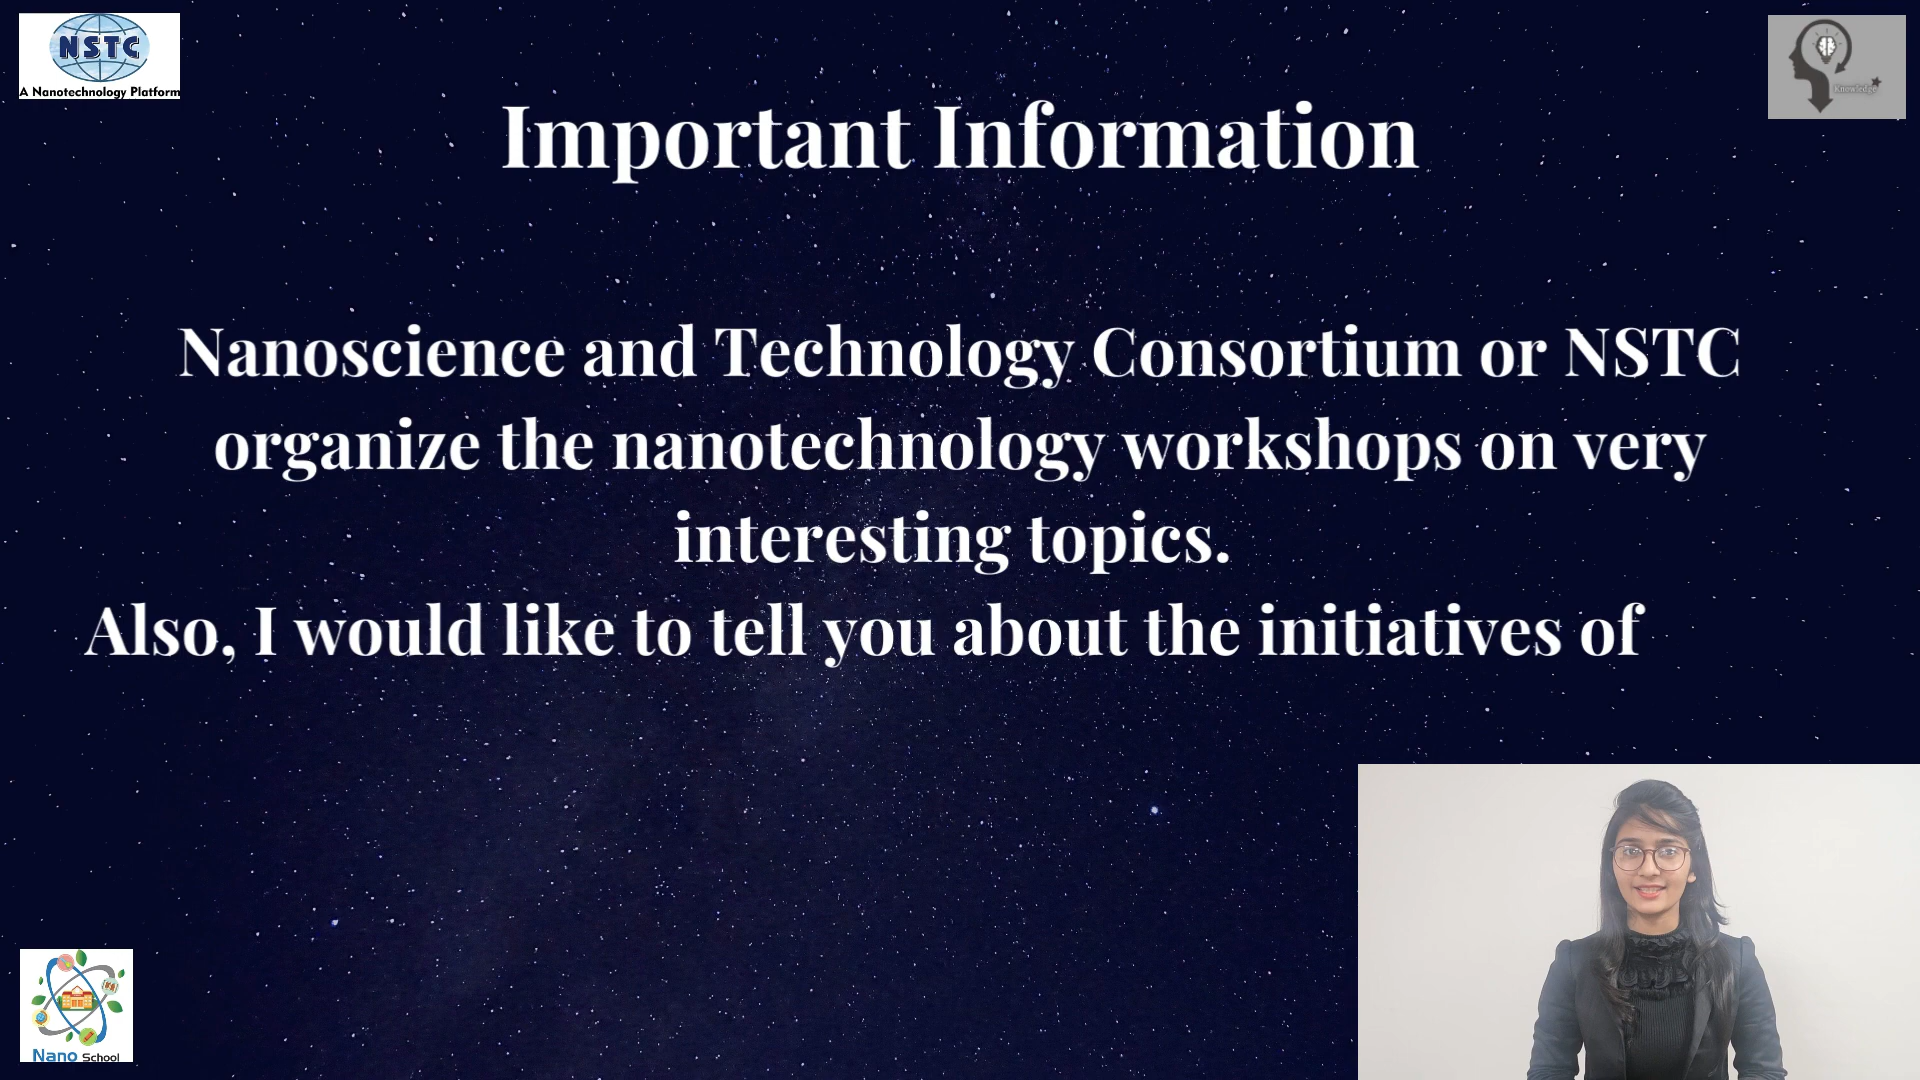 NSTC
A Nanotechnology Platform
Knowledge
Important Information
Nanoscience and Technology Consortium or NSTC
organize the nanotechnology workshops on very
interesting topics.
Also, I would like to tell you about the initiatives of
Nano School